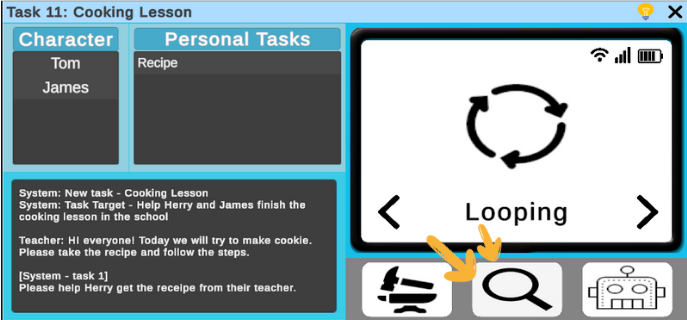 Task 11: Cooking Lesson
Character
Personal Tasks
Tom
James
Recipe
System: New task - Cooking Lesson
System: Task Target - Help Herry and James finish the
cooking lesson in the school
Teacher: Hi everyone! Today we will try to make cookie.
Please take the recipe and follow the steps.
[System - task 1]
Please help Herry get the receipe from their teacher.
Looping